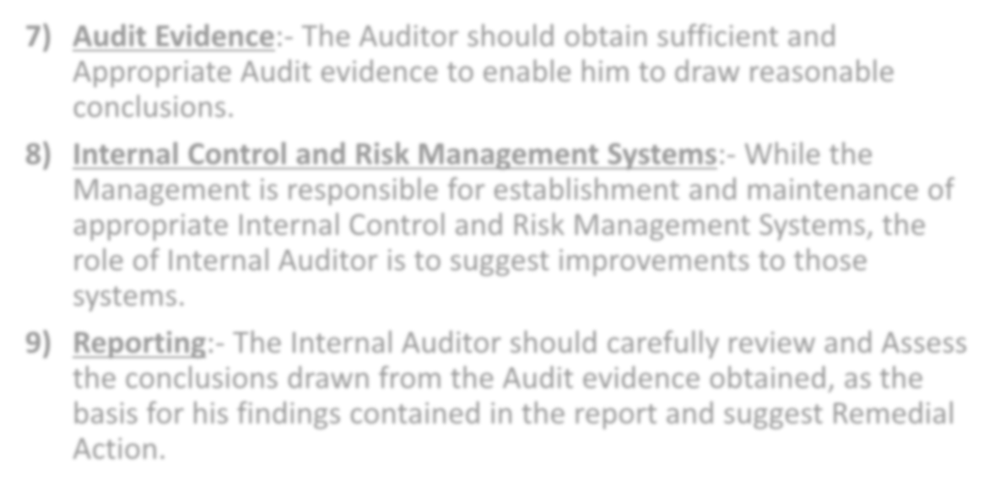 7) Audit Evidence:- The Auditor should obtain sufficient and
Appropriate Audit evidence to enable him to draw reasonable
conclusions.
8) Internal Control and Risk Management Systems:- While the
Management is responsible for establishment and maintenance of
appropriate Internal Control and Risk Management Systems, the
role of Internal Auditor is to suggest improvements to those
systems.
9) Reporting:- The Internal Auditor should carefully review and Assess
the conclusions drawn from the Audit evidence obtained, as the
basis for his findings contained in the report and suggest Remedial
Action.